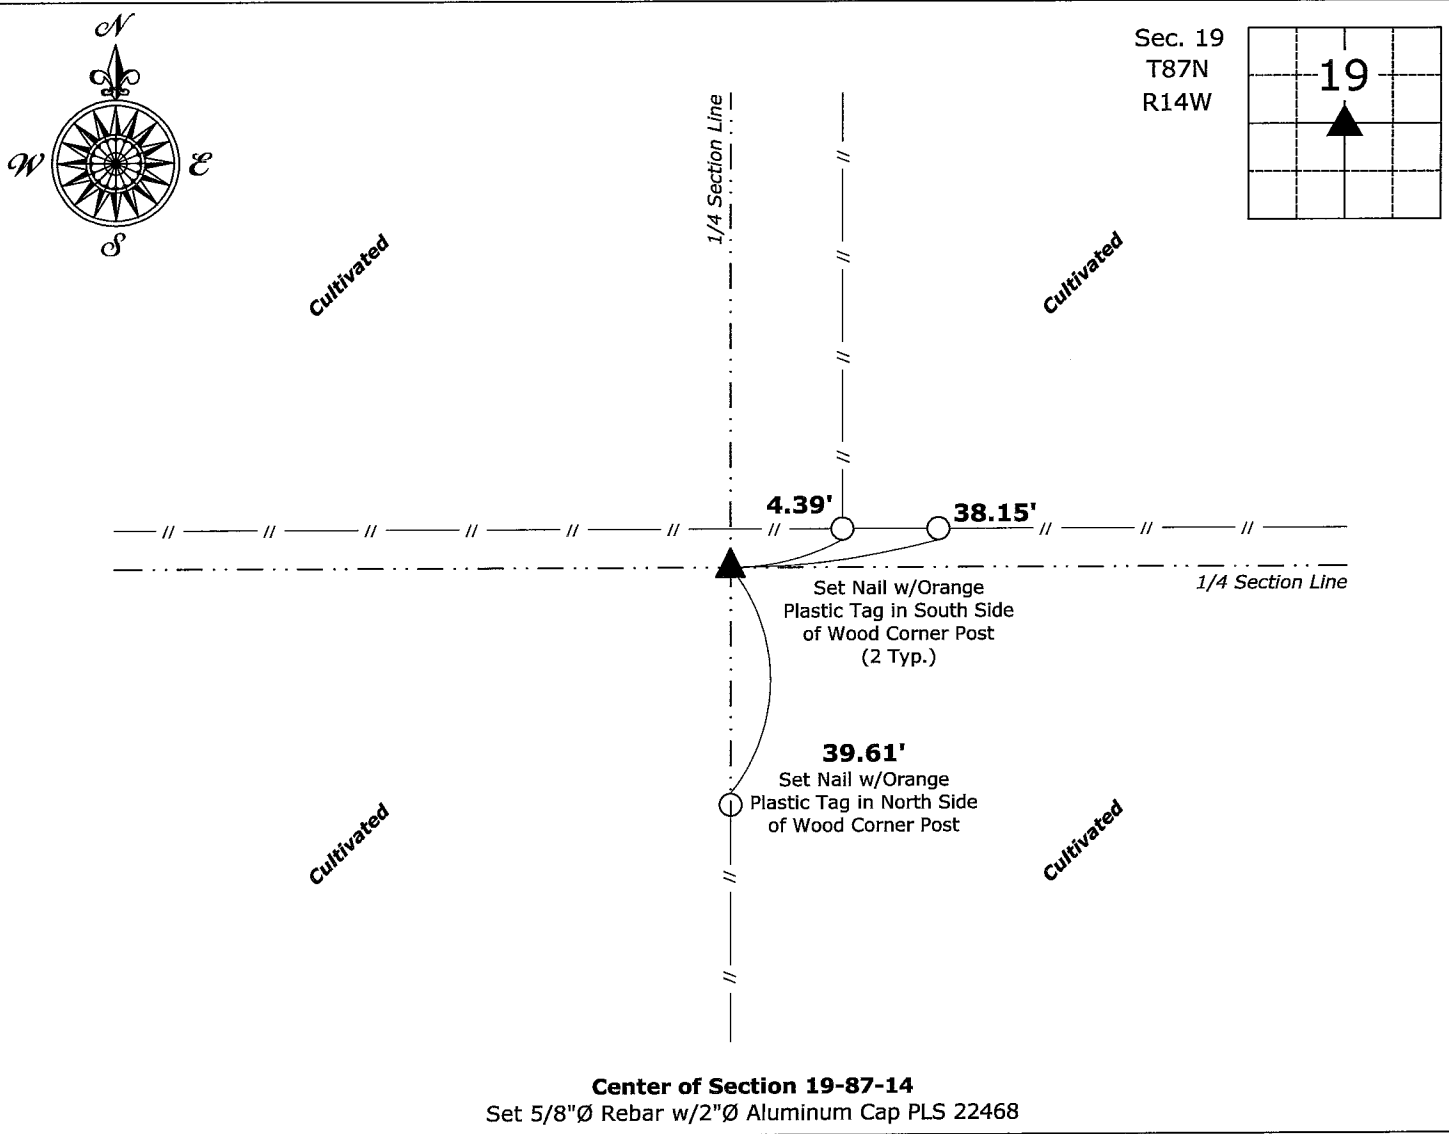 N
W
E
S
Sec. 19
T87N
R14W
19
1/4 Section Line
Cultivated
Cultivated
4.39'
38.15'
1/4 Section Line
Set Nail w/Orange
Plastic Tag in South Side
of Wood Corner Post
(2 Typ.)
39.61'
Set Nail w/Orange
Plastic Tag in North Side
of Wood Corner Post
Cultivated
Cultivated
Center of Section 19-87-14
Set 5/8"Ø Rebar w/2"Ø Aluminum Cap PLS 22468